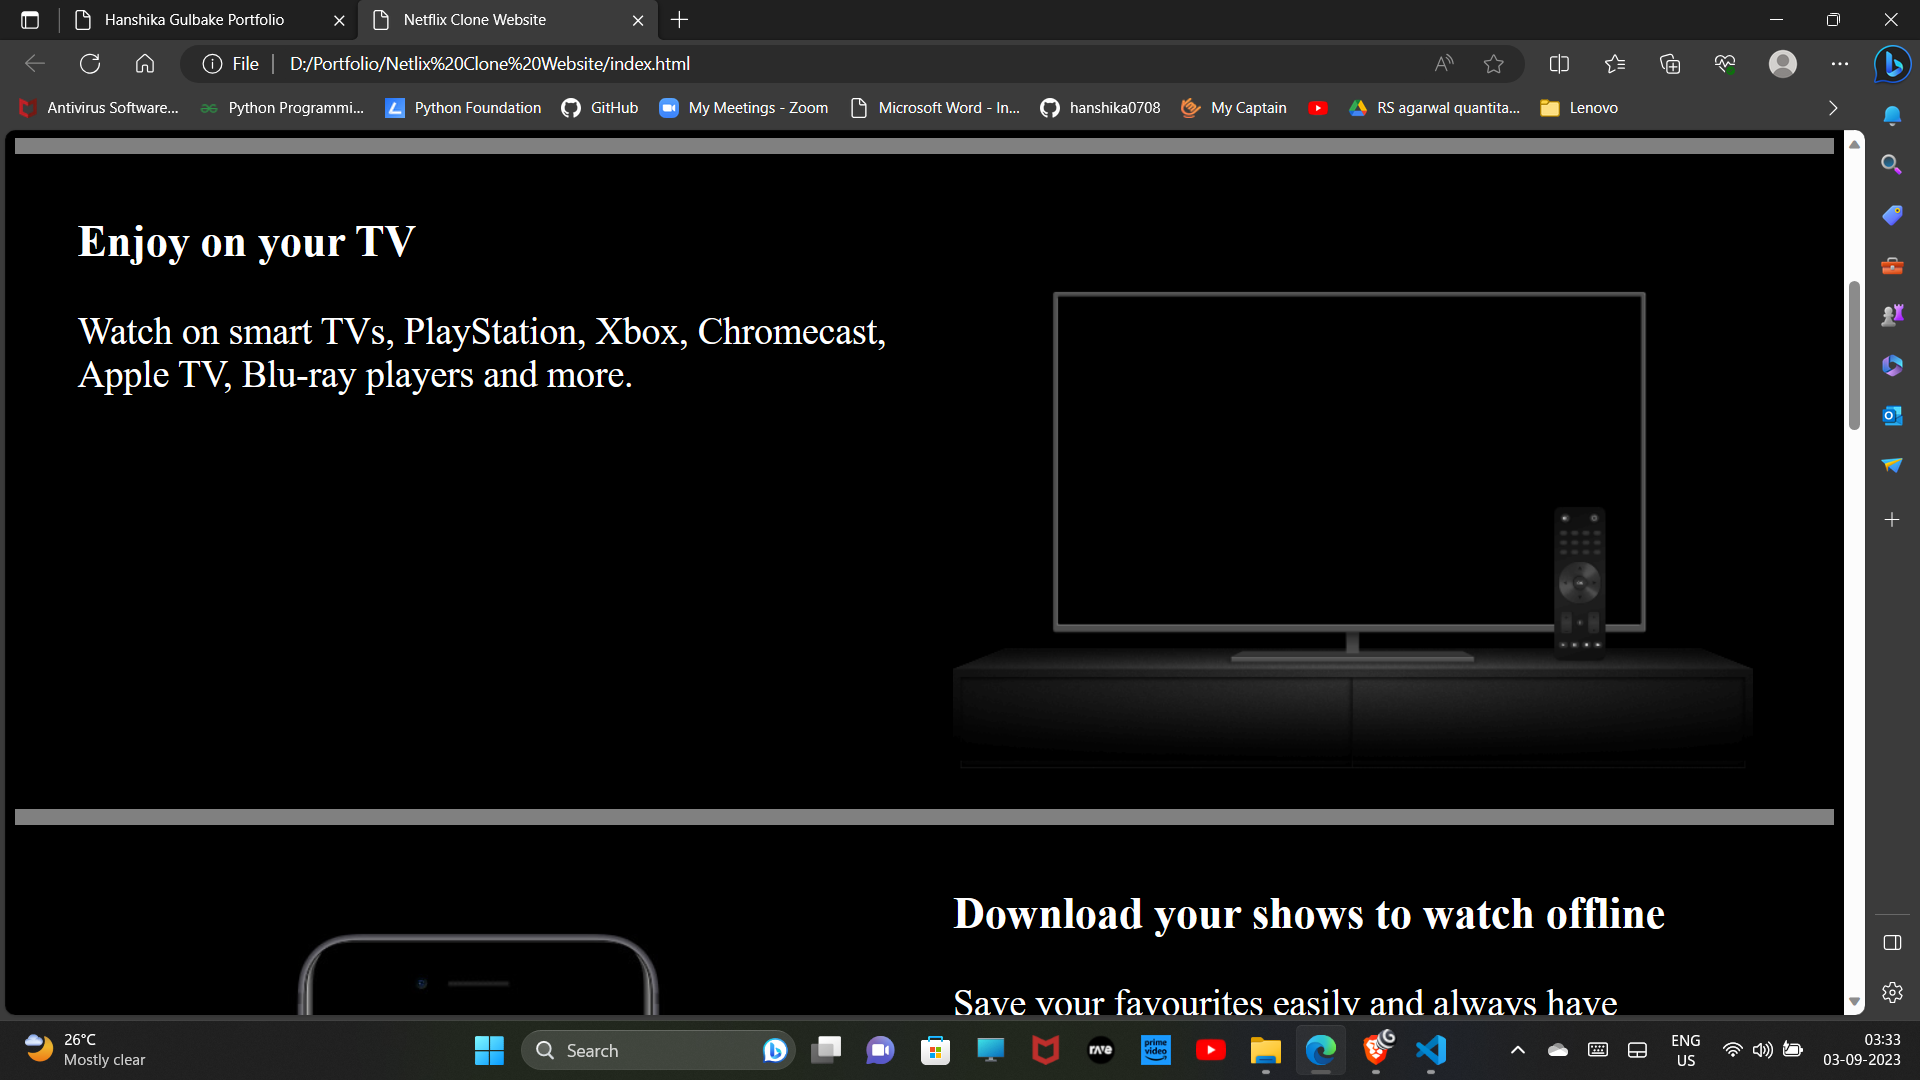 Hanshika Gulbake Portfolio
Netflix Clone Website
File
D:/Portfolio/Netlix%20Clone%20Website/index.html
Antivirus Software...
Python Programmi...
Python Foundation
GitHub
My Meetings - Zoom
Microsoft Word - In...
hanshika0708
My Captain
RS agarwal quantita...
Lenovo
Enjoy on your TV
Watch on smart TVs, PlayStation, Xbox, Chromecast,
Apple TV, Blu-ray players and more.
Download your shows to watch offline
Save your favourites easily and always have
26°C
Mostly clear
Search
rave
prime
video
ENG
US
03:33
03-09-2023